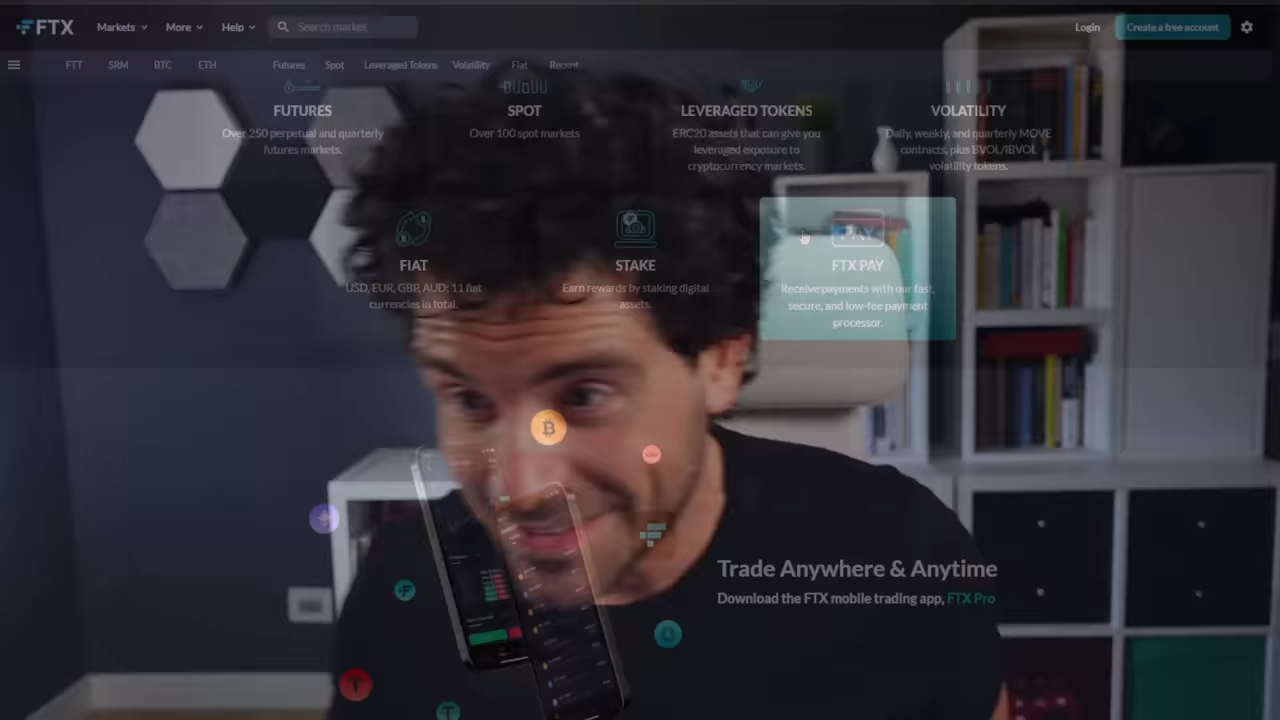 FTX Markets More Help Search market Login Create a free account
FTT SRM BTC ETH Futures Spot Leveraged Tokens Volatility Fiat Recent
FUTURES
Over 250 perpetual and quarterly
futures markets.
SPOT
Over 100 spot markets
LEVERAGED TOKENS
ERC20 assets that can give you
leveraged exposure to
cryptocurrency markets.
VOLATILITY
Daily, weekly, and quarterly MOVE
contracts, plus BVOL/IBVOL
volatility tokens.
FIAT
USD, EUR, GBP, AUD; 11 fiat
currencies in total.
STAKE
Earn rewards by staking digital
assets.
PAY
FTX PAY
Receive payments with our fast,
secure, and low-fee payment
processor.
Trade Anywhere & Anytime
Download the FTX mobile trading app, FTX Pro